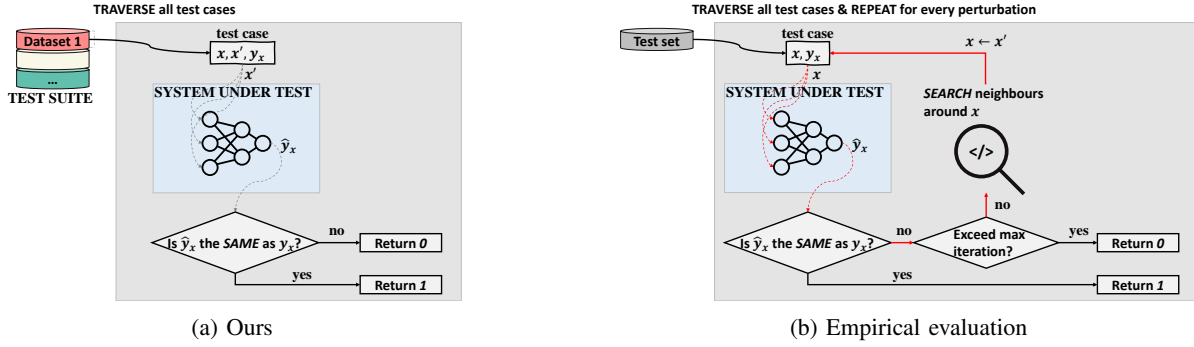 TRAVERSE all test cases
Dataset 1
...
TEST SUITE
test case
x, x′, y_x
x′
SYSTEM UNDER TEST
ŷ_x
Is ŷ_x the SAME as y_x?
no
Return 0
yes
Return 1
(a) Ours
TRAVERSE all test cases & REPEAT for every perturbation
Test set
test case
x, y_x
x
x ← x′
SYSTEM UNDER TEST
SEARCH neighbours
around x
</>
ŷ_x
no
Is ŷ_x the SAME as y_x?
no
Exceed max
iteration?
yes
Return 0
yes
Return 1
(b) Empirical evaluation